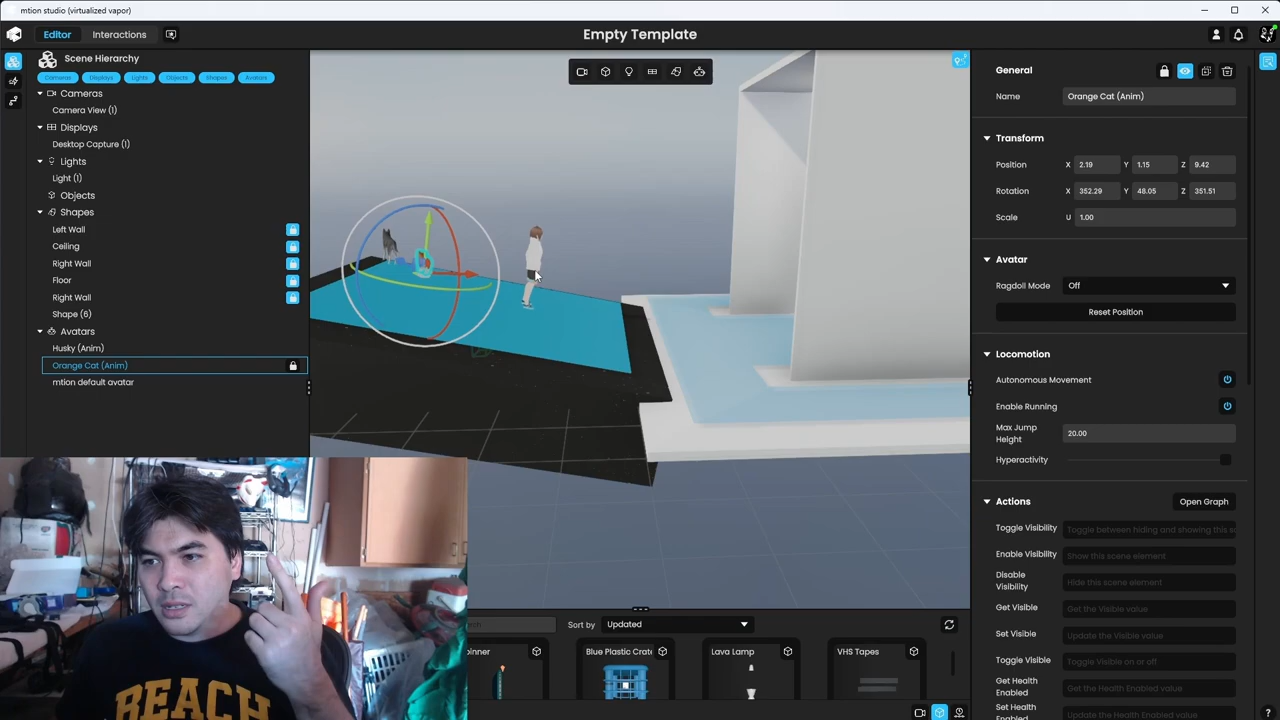 mtion studio (virtualized vapor)
Editor
Interactions
Empty Template
Scene Hierarchy
Cameras Displays Lights Objects Shapes Avatars
Cameras
Camera View (1)
Displays
Desktop Capture (1)
Lights
Light (1)
Objects
Shapes
Left Wall
Ceiling
Right Wall
Floor
Right Wall
Shape (6)
Avatars
Husky (Anim)
Orange Cat (Anim)
mtion default avatar
General
Name Orange Cat (Anim)
Transform
Position X 2.19 Y 1.15 Z 9.42
Rotation X 352.29 Y 48.05 Z 351.51
Scale U 1.00
Avatar
Ragdoll Mode Off
Reset Position
Locomotion
Autonomous Movement
Enable Running
Max Jump
Height
20.00
Hyperactivity
Actions
Open Graph
Toggle Visibility Toggle between hiding and showing this s
Enable Visibility Show this scene element
Disable
Visibility
Hide this scene element
Get Visible Get the Visible value
Set Visible Update the Visible value
Toggle Visible Toggle Visible on or off
Get Health
Enabled
Get the Health Enabled value
Set Health
Enabled
Update the Health Enabled value
Sort by Updated
Blue Plastic Crate
Lava Lamp
VHS Tapes
BEACH